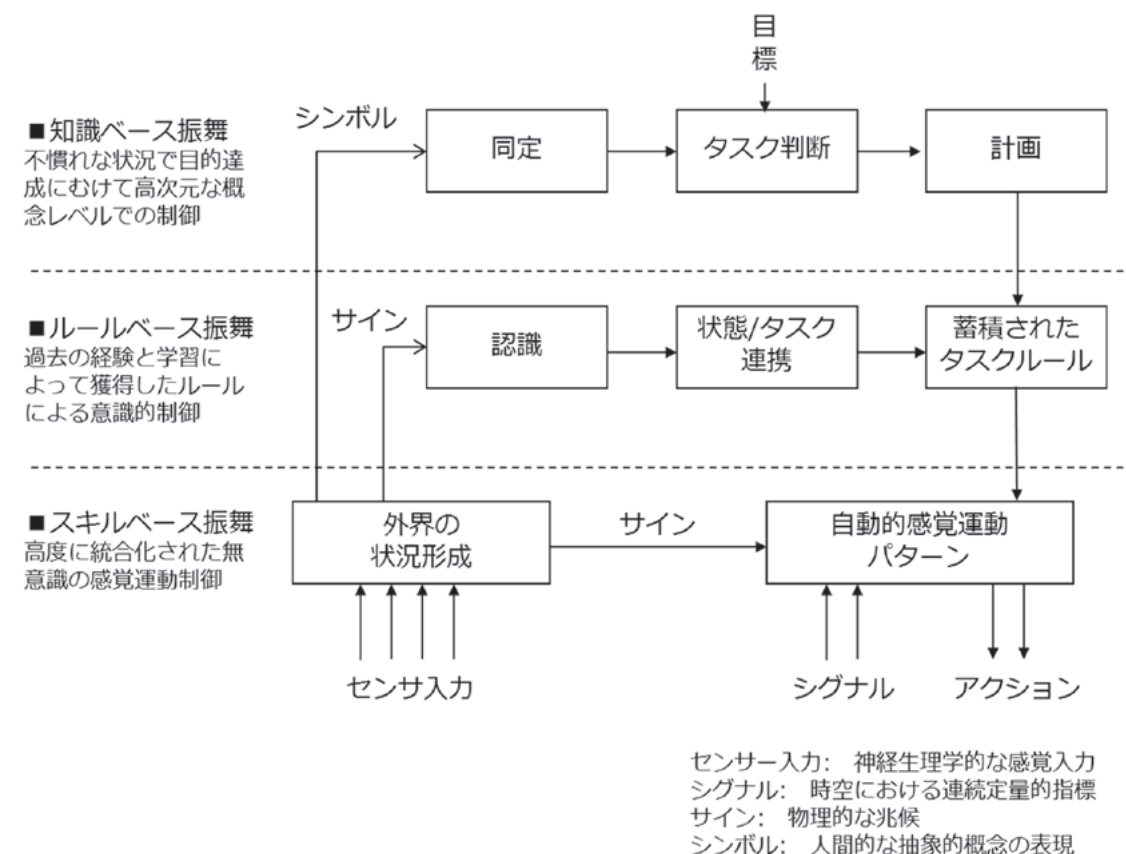 目
標
シンボル
■知識ベース振舞
不慣れな状況で目的達
成にむけて高次元な概
念レベルでの制御
同定
タスク判断
計画
サイン
■ルールベース振舞
過去の経験と学習に
よって獲得したルール
による意識的制御
認識
状態/タスク
連携
蓄積された
タスクルール
■スキルベース振舞
高度に統合化された無
意識の感覚運動制御
外界の
状況形成
サイン
自動的感覚運動
パターン
センサ入力
シグナル
アクション
センサー入力: 神経生理学的な感覚入力
シグナル: 時空における連続定量的指標
サイン: 物理的な兆候
シンボル: 人間的な抽象的概念の表現